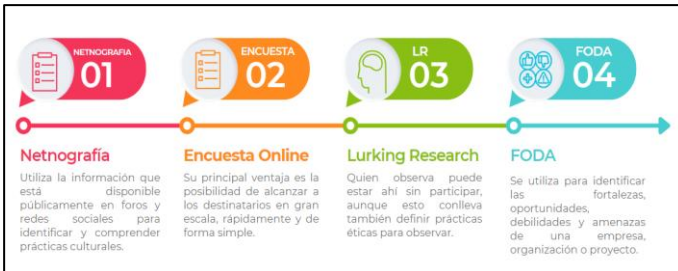 NETNOGRAFIA
01
ENCUESTA
02
LR
03
FODA
04
Netnografía
Utiliza la información que
está disponible
públicamente en foros y
redes sociales para
identificar y comprender
prácticas culturales.
Encuesta Online
Su principal ventaja es la
posibilidad de alcanzar a
los destinatarios en gran
escala, rápidamente y de
forma simple.
Lurking Research
Quien observa puede
estar ahí sin participar,
aunque esto conlleva
también definir prácticas
éticas para observar.
FODA
Se utiliza para identificar
las fortalezas,
oportunidades,
debilidades y amenazas
de una empresa,
organización o proyecto.